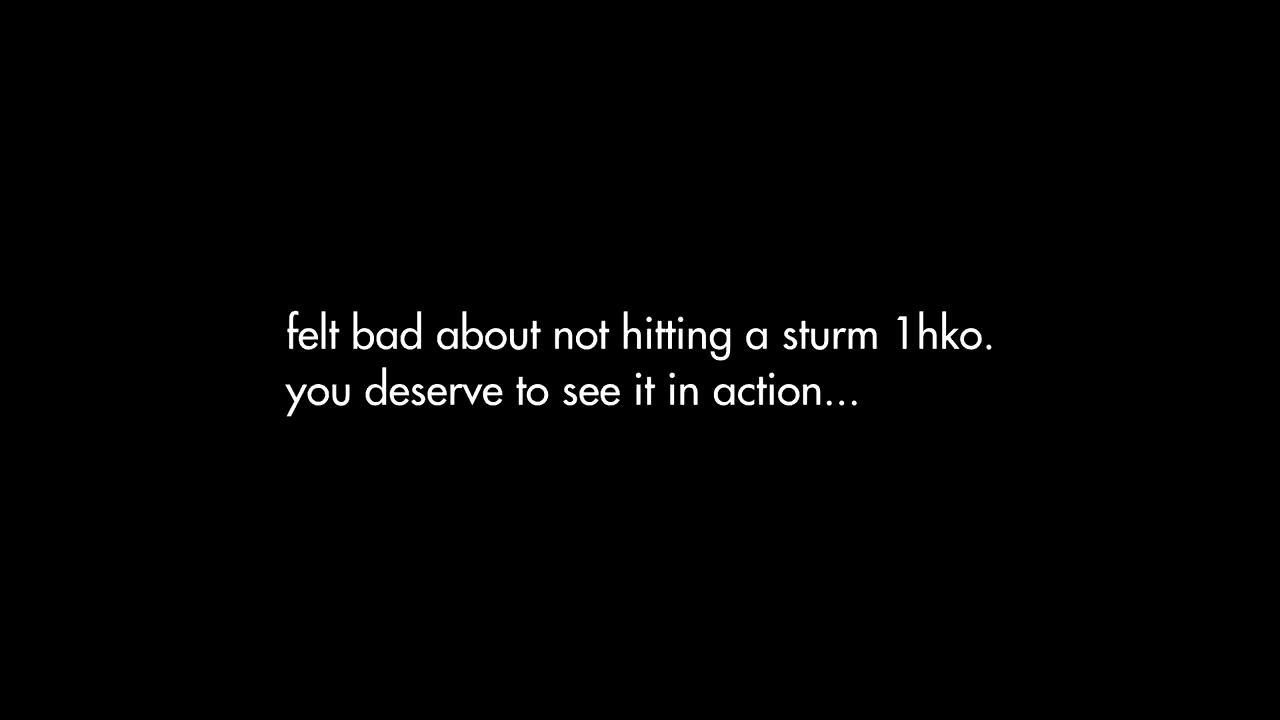 felt bad about not hitting a sturm 1hko.
you deserve to see it in action...